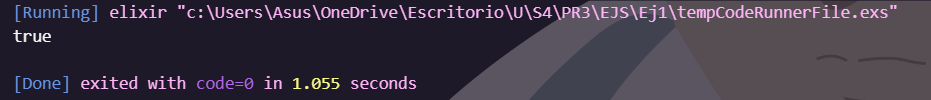 [Running] elixir "c:\Users\Asus\OneDrive\Escritorio\U\S4\PR3\EJS\Ej1\tempCodeRunnerFile.exs"
true
[Done] exited with code=0 in 1.055 seconds